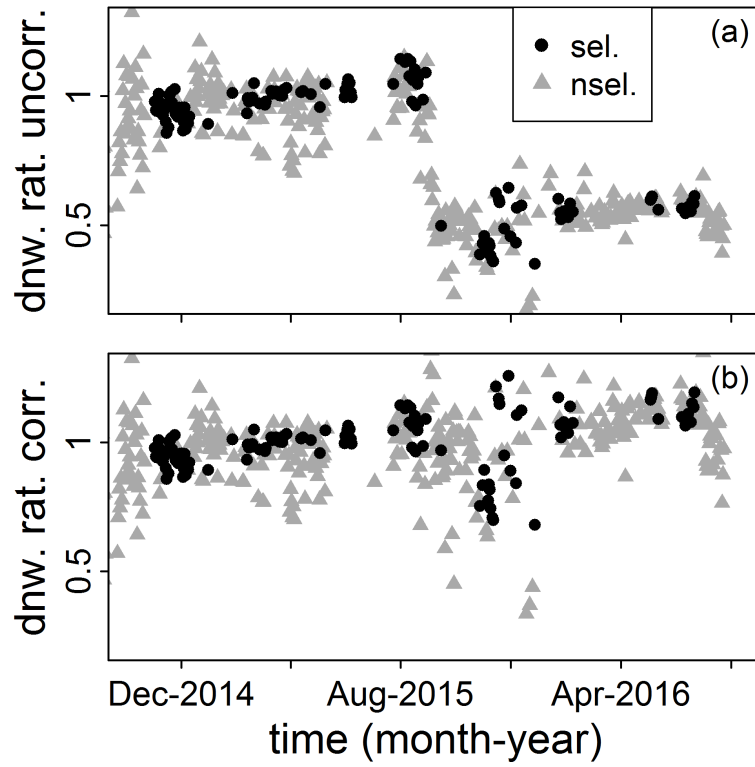 (a)
sel.
nsel.
dnw. rat. uncorr.
1
0.5
(b)
dnw. rat. corr.
1
0.5
Dec-2014 Aug-2015 Apr-2016
time (month-year)